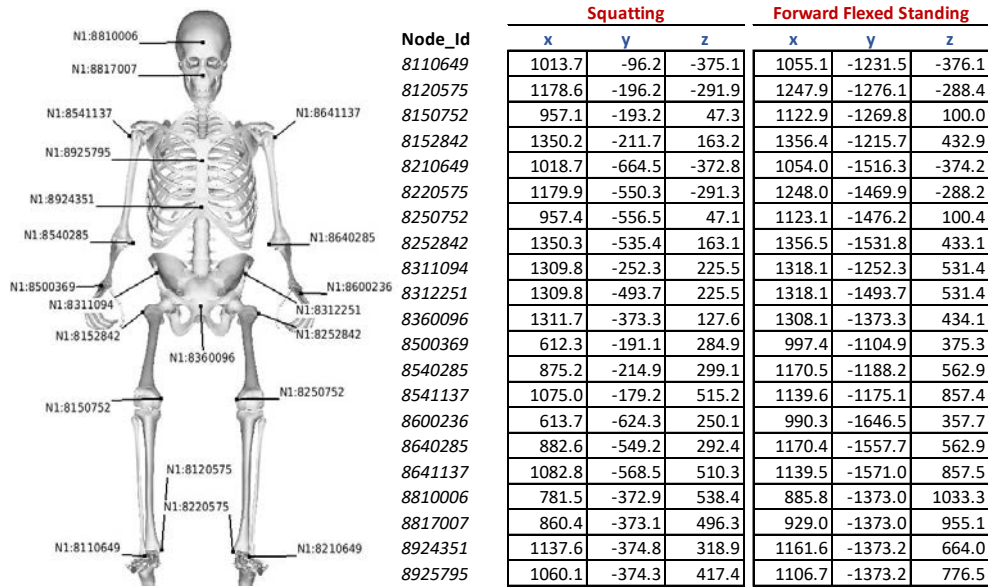 N1:8810006
N1:8817007
N1:8541137
N1:8641137
N1:8925795
N1:8924351
N1:8540285
N1:8640285
N1:8500369
N1:8600236
N1:8311094
N1:8312251
N1:8152842
N1:8252842
N1:8360096
N1:8150752
N1:8250752
N1:8120575
N1:8220575
N1:8110649
N1:8210649
Squatting Forward Flexed Standing
Node_Id x y z x y z
8110649 1013.7 -96.2 -375.1 1055.1 -1231.5 -376.1
8120575 1178.6 -196.2 -291.9 1247.9 -1276.1 -288.4
8150752 957.1 -193.2 47.3 1122.9 -1269.8 100.0
8152842 1350.2 -211.7 163.2 1356.4 -1215.7 432.9
8210649 1018.7 -664.5 -372.8 1054.0 -1516.3 -374.2
8220575 1179.9 -550.3 -291.3 1248.0 -1469.9 -288.2
8250752 957.4 -556.5 47.1 1123.1 -1476.2 100.4
8252842 1350.3 -535.4 163.1 1356.5 -1531.8 433.1
8311094 1309.8 -252.3 225.5 1318.1 -1252.3 531.4
8312251 1309.8 -493.7 225.5 1318.1 -1493.7 531.4
8360096 1311.7 -373.3 127.6 1308.1 -1373.3 434.1
8500369 612.3 -191.1 284.9 997.4 -1104.9 375.3
8540285 875.2 -214.9 299.1 1170.5 -1188.2 562.9
8541137 1075.0 -179.2 515.2 1139.6 -1175.1 857.4
8600236 613.7 -624.3 250.1 990.3 -1646.5 357.7
8640285 882.6 -549.2 292.4 1170.4 -1557.7 562.9
8641137 1082.8 -568.5 510.3 1139.5 -1571.0 857.5
8810006 781.5 -372.9 538.4 885.8 -1373.0 1033.3
8817007 860.4 -373.1 496.3 929.0 -1373.0 955.1
8924351 1137.6 -374.8 318.9 1161.6 -1373.2 664.0
8925795 1060.1 -374.3 417.4 1106.7 -1373.2 776.5